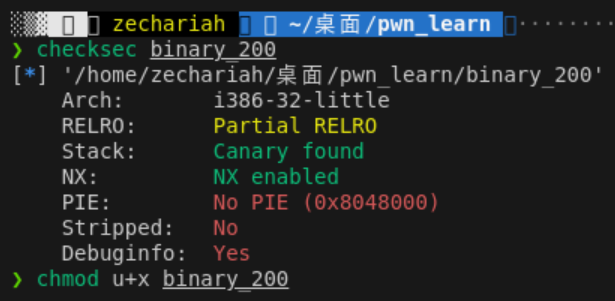 zechariah ~/桌面/pwn_learn
❯ checksec binary_200
[*] '/home/zechariah/桌面/pwn_learn/binary_200'
Arch: i386-32-little
RELRO: Partial RELRO
Stack: Canary found
NX: NX enabled
PIE: No PIE (0x8048000)
Stripped: No
Debuginfo: Yes
❯ chmod u+x binary_200